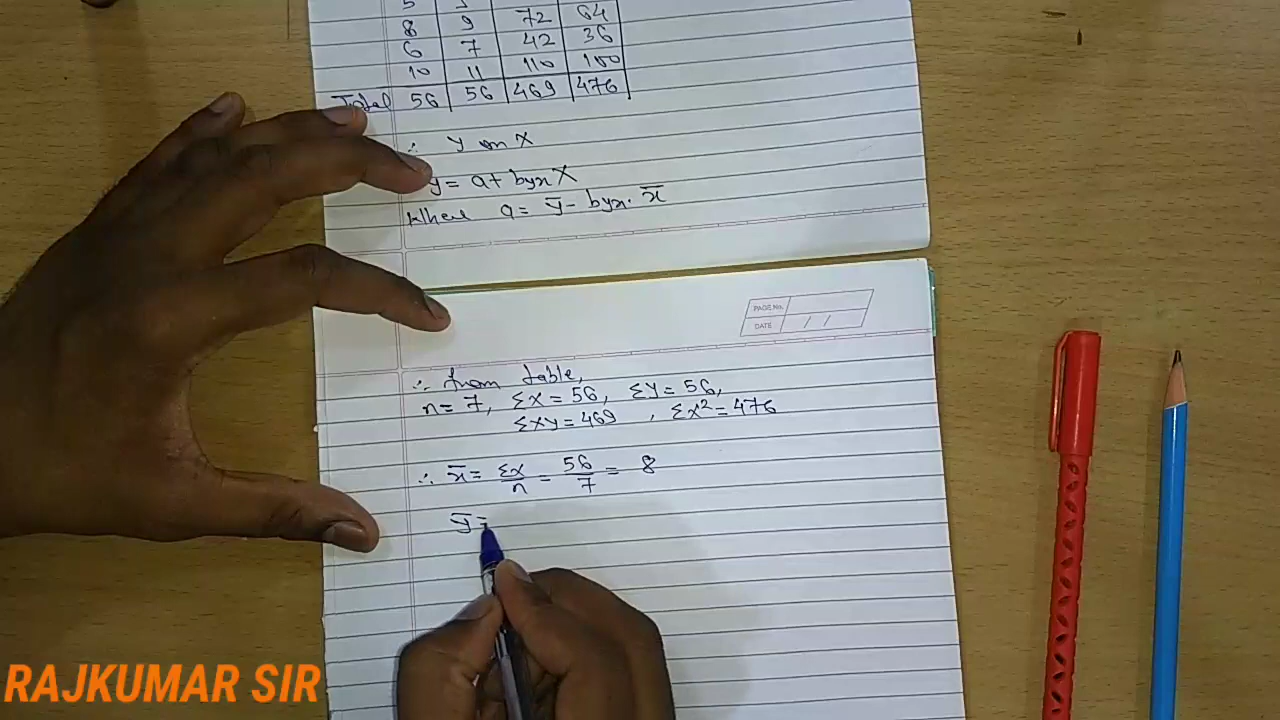 5
8 9 72 64
6 7 42 36
10 11 110 100
Total 56 56 469 476
∴ y on X
y = a + byx X
Where a = y̅ - byx . x̅
PAGE No.
DATE / /
∴ from table,
n = 7, Σx = 56, Σy = 56,
Σxy = 469 , Σx² = 476
∴ x̅ = Σx/n = 56/7 = 8
y̅ =
RAJKUMAR SIR